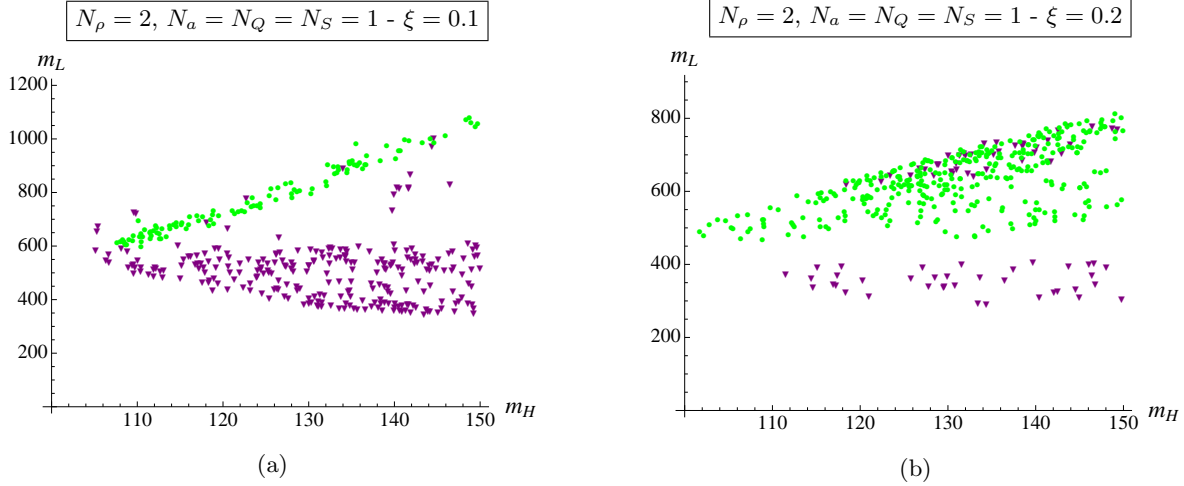 N_ρ = 2, N_a = N_Q = N_S = 1 - ξ = 0.1
m_L
1200
1000
800
600
400
200
110
120
130
140
150
m_H
(a)
N_ρ = 2, N_a = N_Q = N_S = 1 - ξ = 0.2
m_L
800
600
400
200
110
120
130
140
150
m_H
(b)